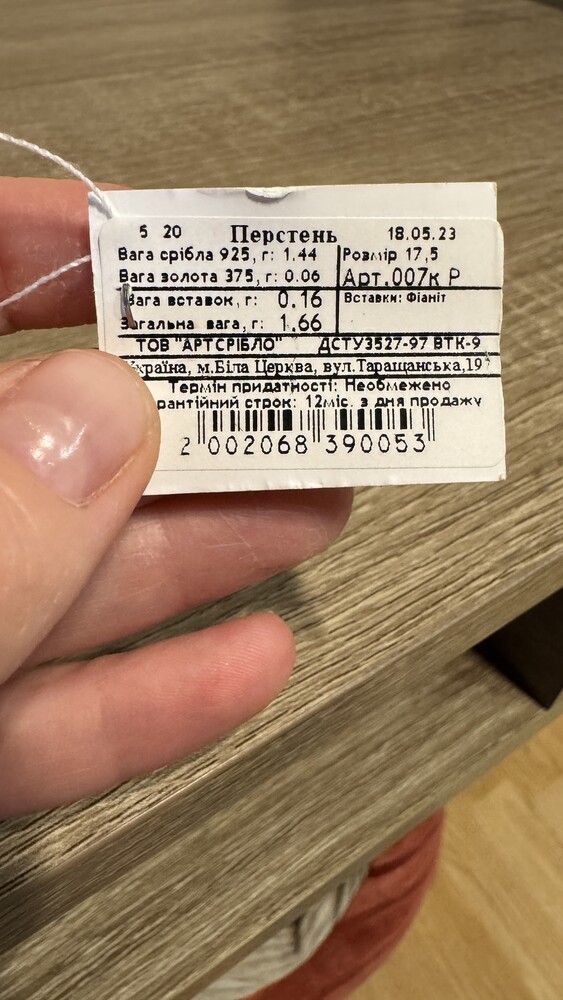 5 20 Перстень 18.05.23
Вага срібла 925, г: 1.44 Розмір 17,5
Вага золота 375, г: 0.06 Арт.007к Р
Вага вставок, г: 0.16 Вставки: Фіаніт
Загальна вага, г: 1,66
ТОВ "АРТСРІБЛО" ДСТУ3527-97 ВТК-9
Україна, м.Біла Церква, вул.Таращанська,
Термін придатності: Необмежено
рантійний строк: 12міс. з дня продажу
2 002068 390053